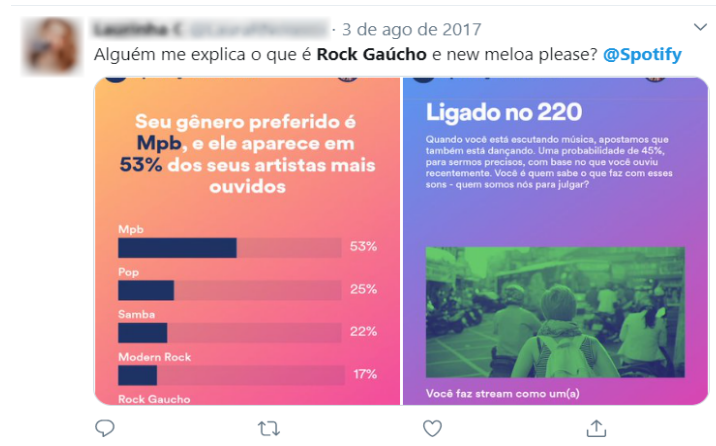 · 3 de ago de 2017
Alguém me explica o que é Rock Gaúcho e new meloa please? @Spotify
Seu gênero preferido é
Mpb, e ele aparece em
53% dos seus artistas mais
ouvidos
Mpb
53%
Pop
25%
Samba
22%
Modern Rock
17%
Rock Gaucho
Ligado no 220
Quando você está escutando música, apostamos que
também está dançando. Uma probabilidade de 45%,
para sermos precisos, com base no que você ouviu
recentemente. Você é quem sabe o que faz com esses
sons - quem somos nós para julgar?
Você faz stream como um(a)